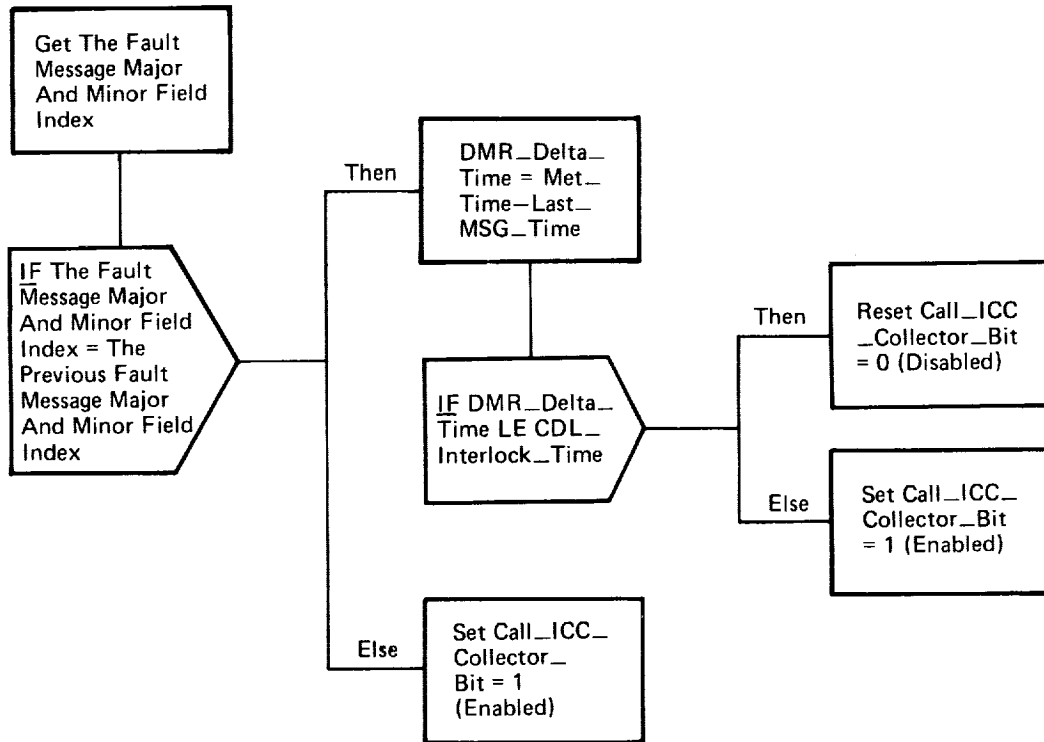 Get The Fault
Message Major
And Minor Field
Index
IF The Fault
Message Major
And Minor Field
Index = The
Previous Fault
Message Major
And Minor Field
Index
Then
DMR_Delta_
Time = Met_
Time-Last_
MSG_Time
IF DMR_Delta_
Time LE CDL_
Interlock_Time
Then
Reset Call_ICC
_Collector_Bit
= 0 (Disabled)
Else
Set Call_ICC_
Collector_Bit
= 1 (Enabled)
Else
Set Call_ICC_
Collector_
Bit = 1
(Enabled)